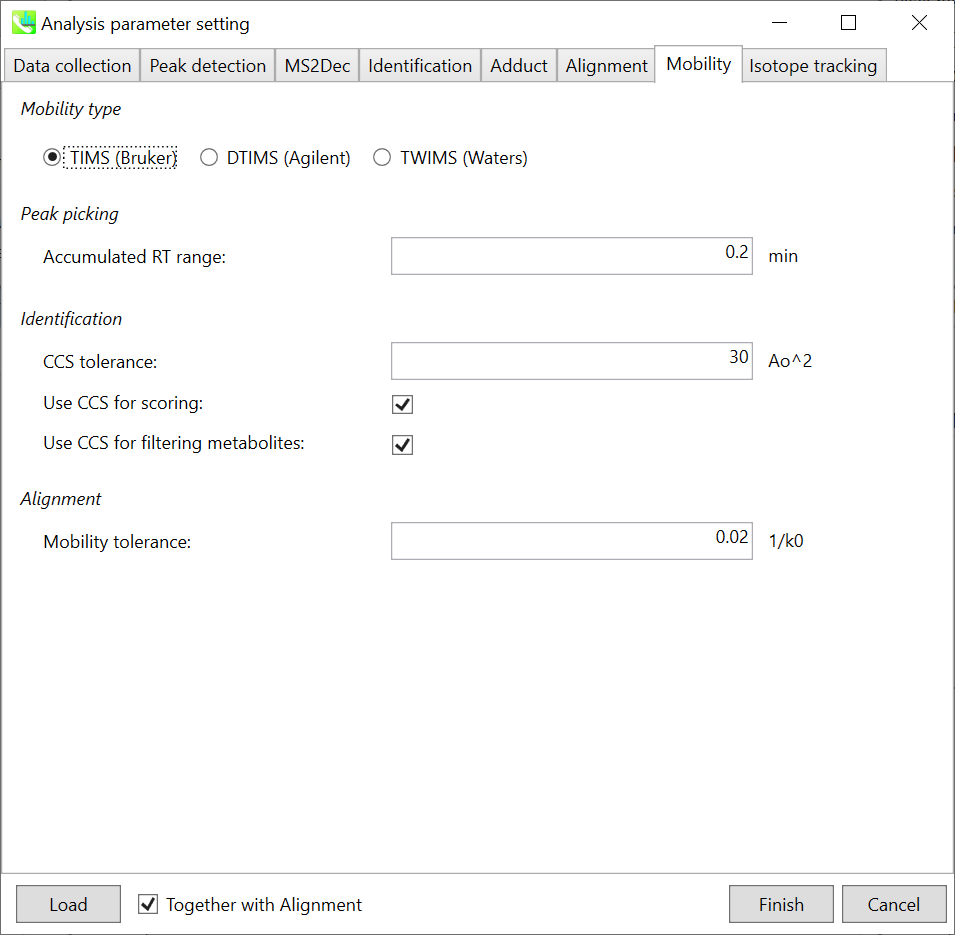 Analysis parameter setting
Data collection Peak detection MS2Dec Identification Adduct Alignment Mobility Isotope tracking
Mobility type
TIMS (Bruker) DTIMS (Agilent) TWIMS (Waters)
Peak picking
Accumulated RT range: 0.2 min
Identification
CCS tolerance: 30 Ao^2
Use CCS for scoring:
Use CCS for filtering metabolites:
Alignment
Mobility tolerance: 0.02 1/k0
Load Together with Alignment Finish Cancel